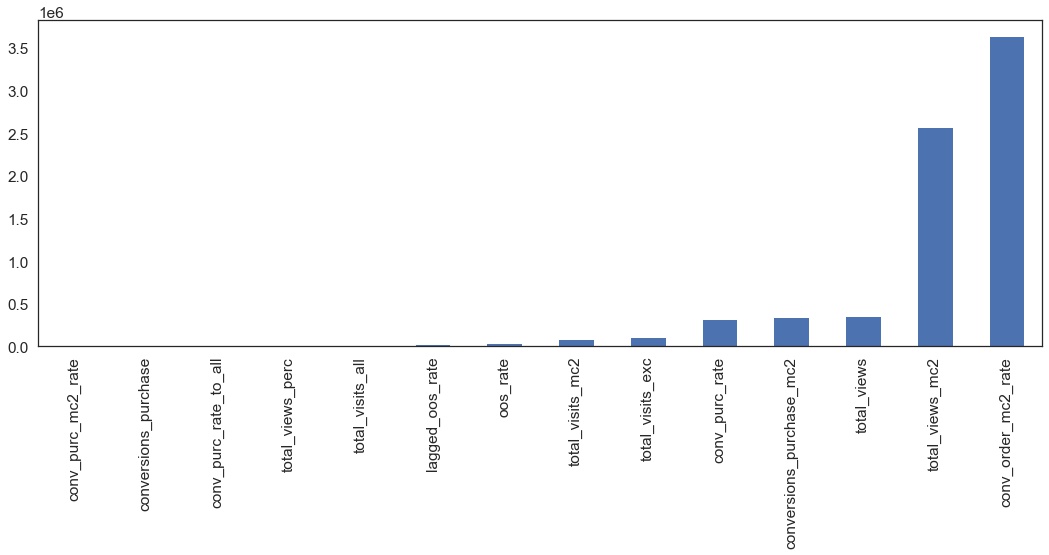 1e6
3.5
3.0
2.5
2.0
1.5
1.0
0.5
0.0
conv_purc_mc2_rate
conversions_purchase
conv_purc_rate_to_all
total_views_perc
total_visits_all
lagged_oos_rate
oos_rate
total_visits_mc2
total_visits_exc
conv_purc_rate
conversions_purchase_mc2
total_views
total_views_mc2
conv_order_mc2_rate